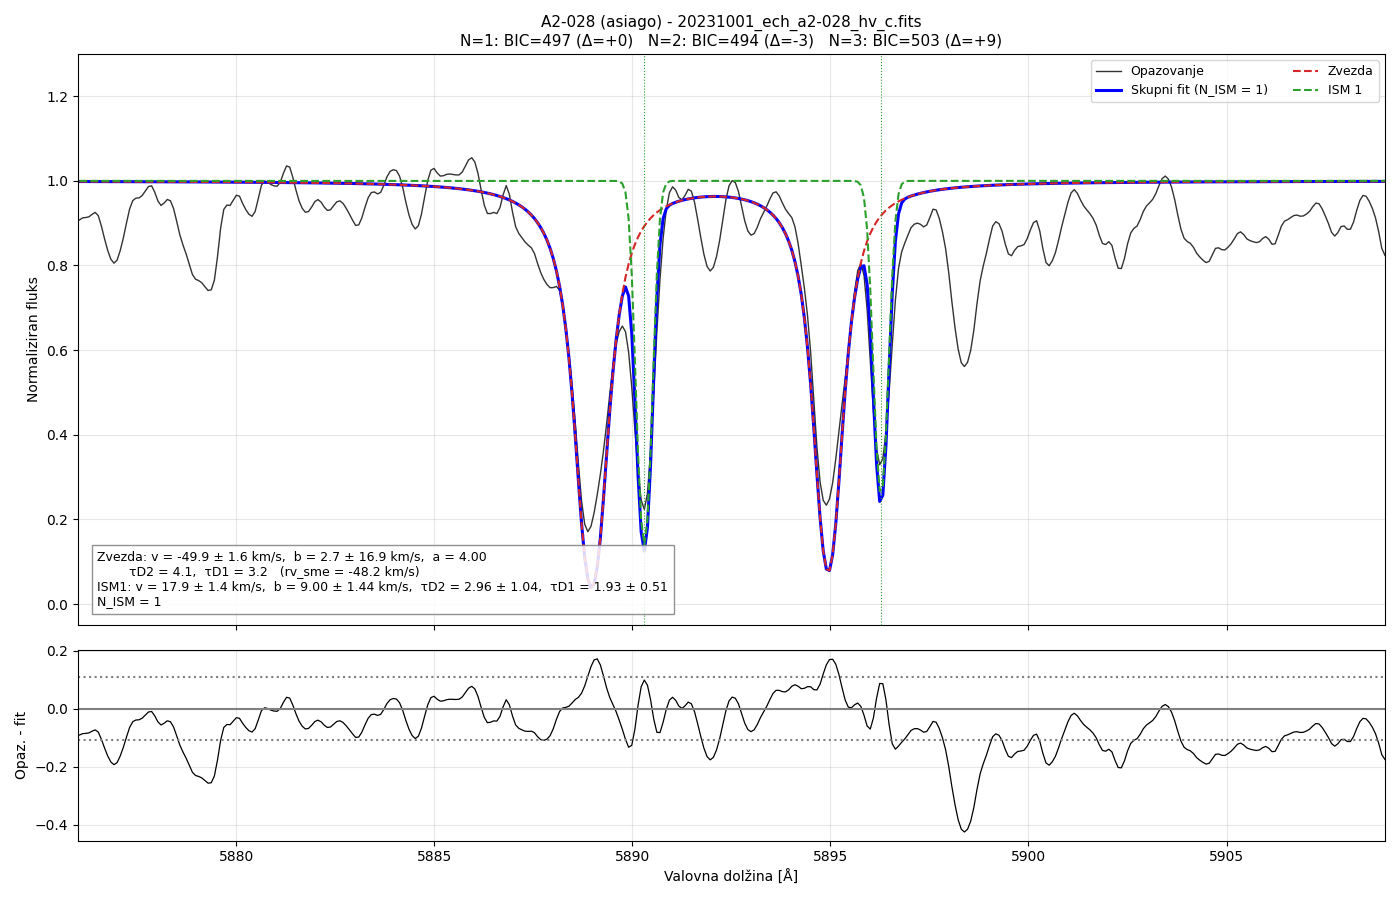 A2-028 (asiago) - 20231001_ech_a2-028_hv_c.fits
N=1: BIC=497 (Δ=+0)   N=2: BIC=494 (Δ=-3)   N=3: BIC=503 (Δ=+9)
Opazovanje
Skupni fit (N_ISM = 1)
Zvezda
ISM 1
Normaliziran fluks
1.2
1.0
0.8
0.6
0.4
0.2
0.0
Zvezda: v = -49.9 ± 1.6 km/s,  b = 2.7 ± 16.9 km/s,  a = 4.00
τD2 = 4.1,  τD1 = 3.2   (rv_sme = -48.2 km/s)
ISM1: v = 17.9 ± 1.4 km/s,  b = 9.00 ± 1.44 km/s,  τD2 = 2.96 ± 1.04,  τD1 = 1.93 ± 0.51
N_ISM = 1
Opaz. - fit
0.2
0.0
−0.2
−0.4
5880
5885
5890
5895
5900
5905
Valovna dolžina [Å]